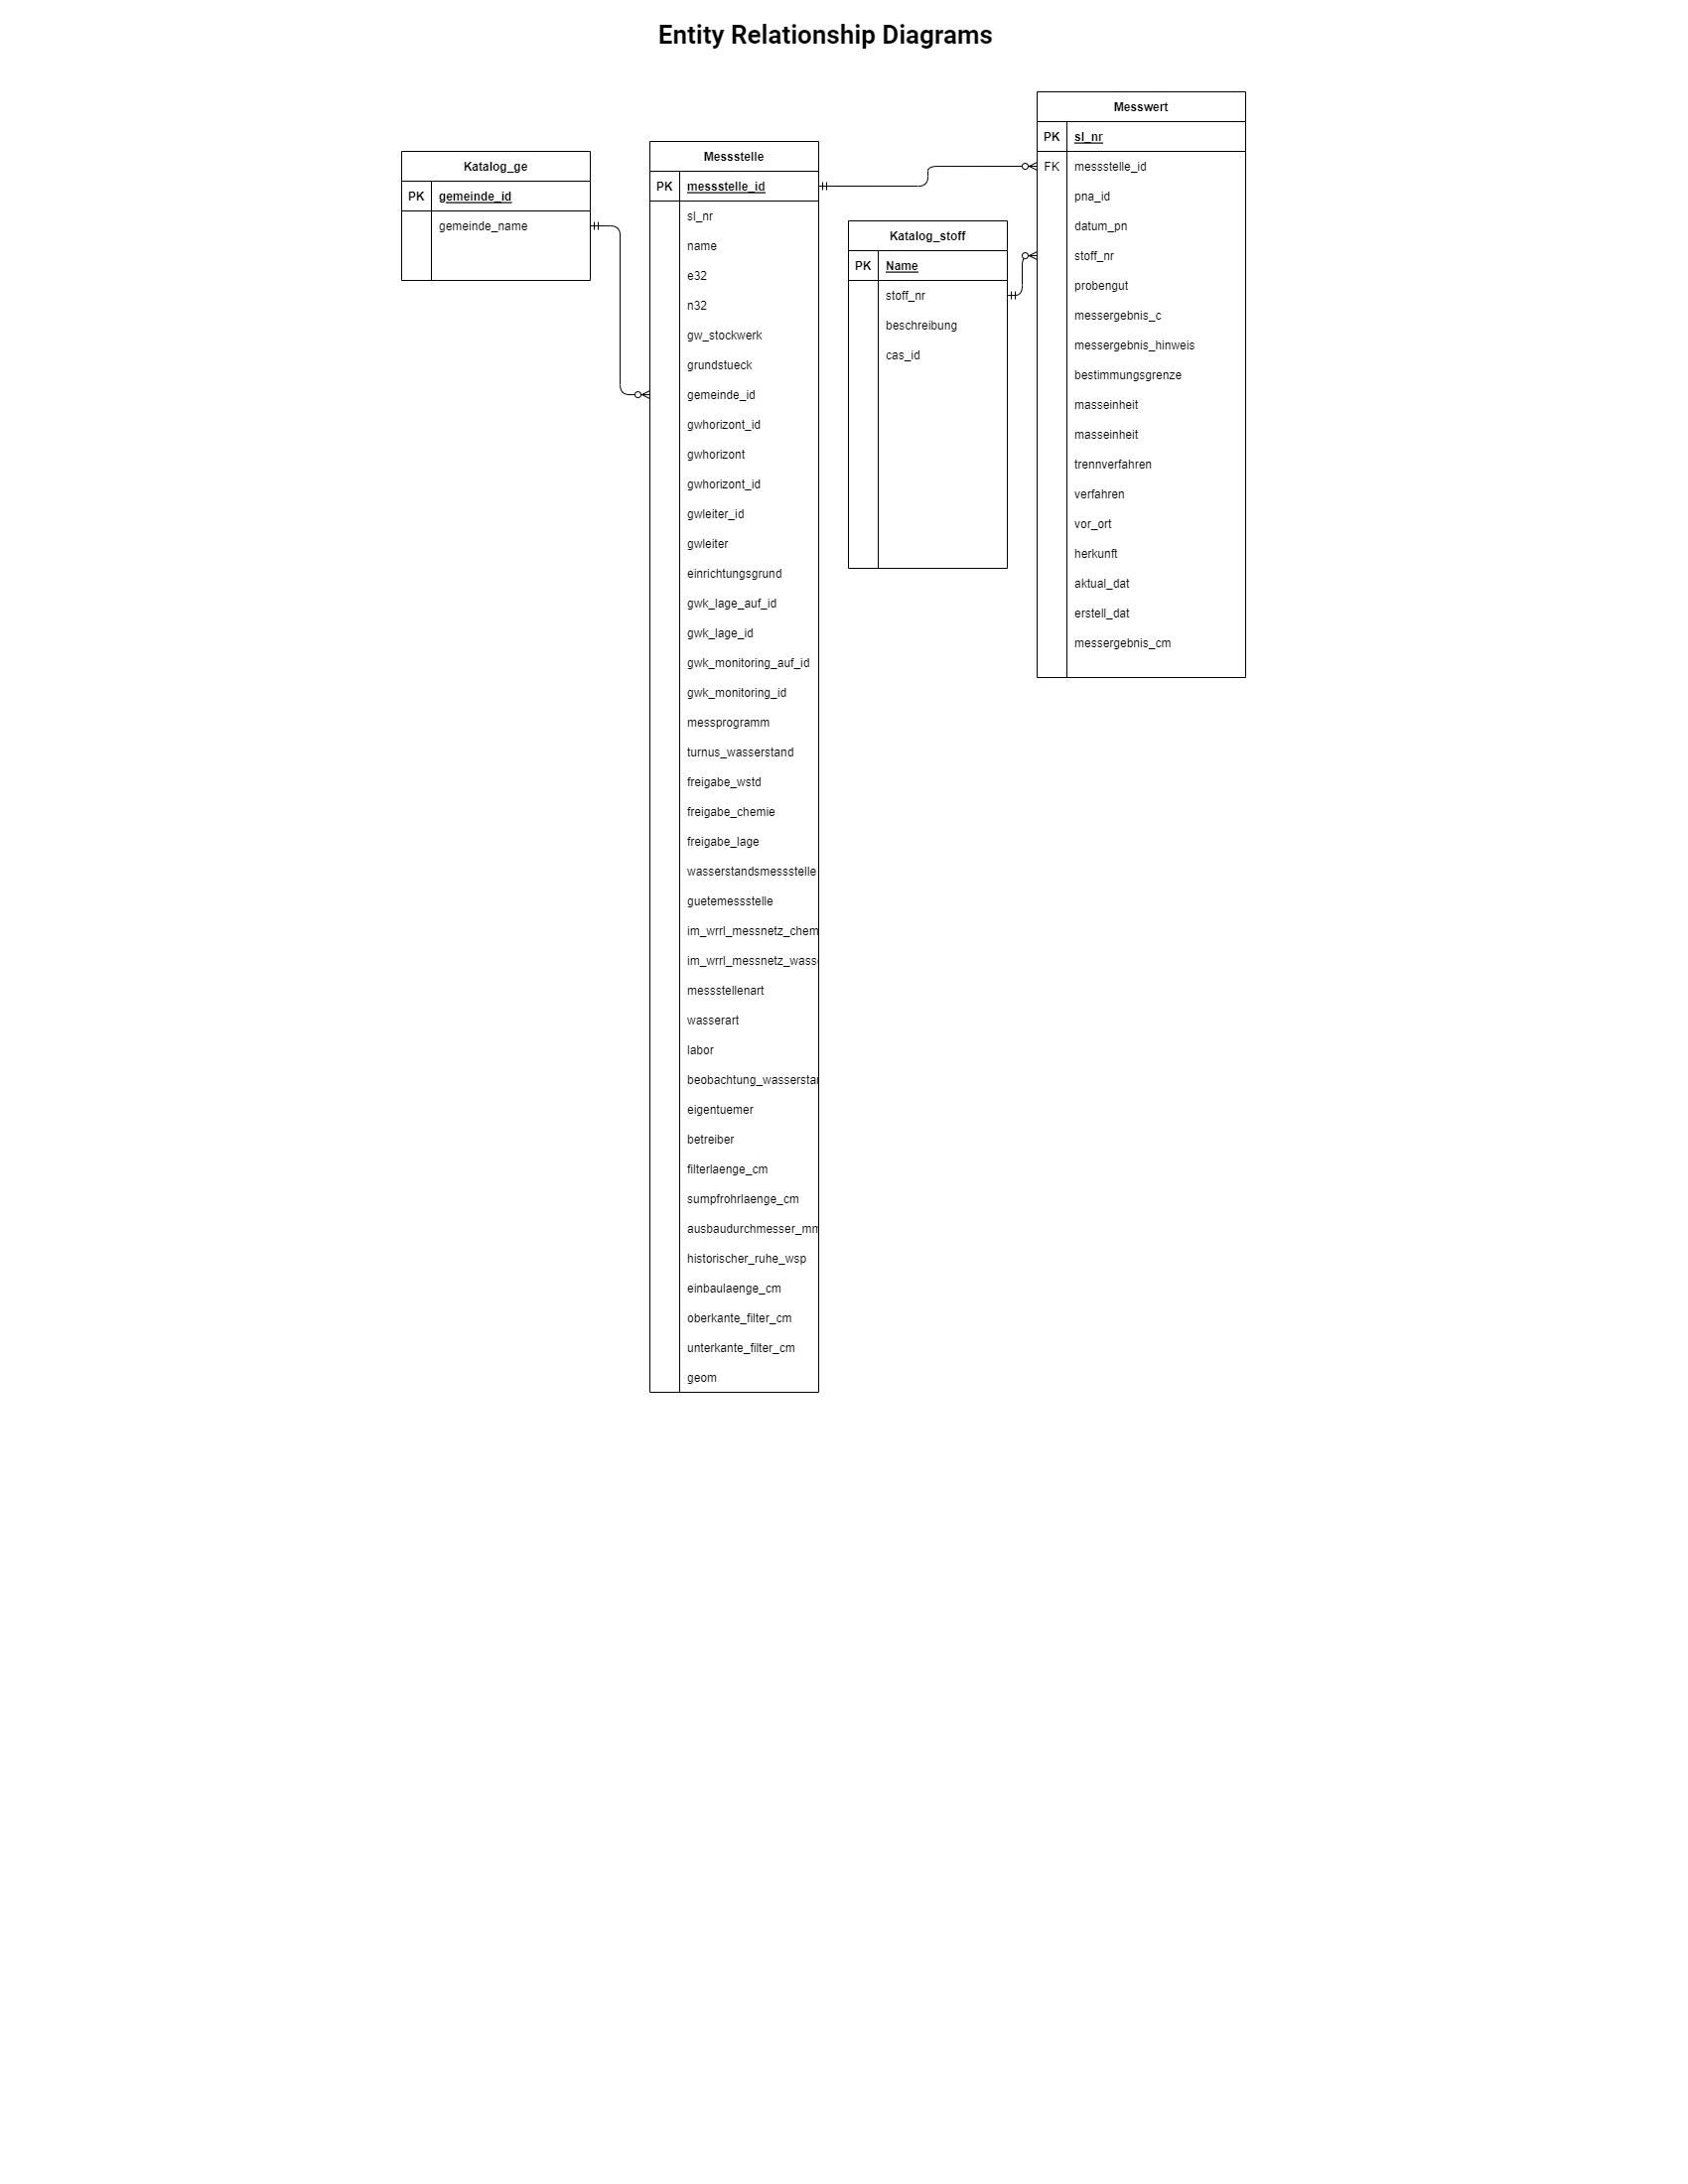 Entity Relationship Diagrams
Katalog_ge
PK gemeinde_id
gemeinde_name
Messstelle
PK messstelle_id
sl_nr
name
e32
n32
gw_stockwerk
grundstueck
gemeinde_id
gwhorizont_id
gwhorizont
gwhorizont_id
gwleiter_id
gwleiter
einrichtungsgrund
gwk_lage_auf_id
gwk_lage_id
gwk_monitoring_auf_id
gwk_monitoring_id
messprogramm
turnus_wasserstand
freigabe_wstd
freigabe_chemie
freigabe_lage
wasserstandsmessstelle
guetemessstelle
im_wrrl_messnetz_chem
im_wrrl_messnetz_wass
messstellenart
wasserart
labor
beobachtung_wassersta
eigentuemer
betreiber
filterlaenge_cm
sumpfrohrlaenge_cm
ausbaudurchmesser_mm
historischer_ruhe_wsp
einbaulaenge_cm
oberkante_filter_cm
unterkante_filter_cm
geom
Katalog_stoff
PK Name
stoff_nr
beschreibung
cas_id
Messwert
PK sl_nr
FK messstelle_id
pna_id
datum_pn
stoff_nr
probengut
messergebnis_c
messergebnis_hinweis
bestimmungsgrenze
masseinheit
masseinheit
trennverfahren
verfahren
vor_ort
herkunft
aktual_dat
erstell_dat
messergebnis_cm